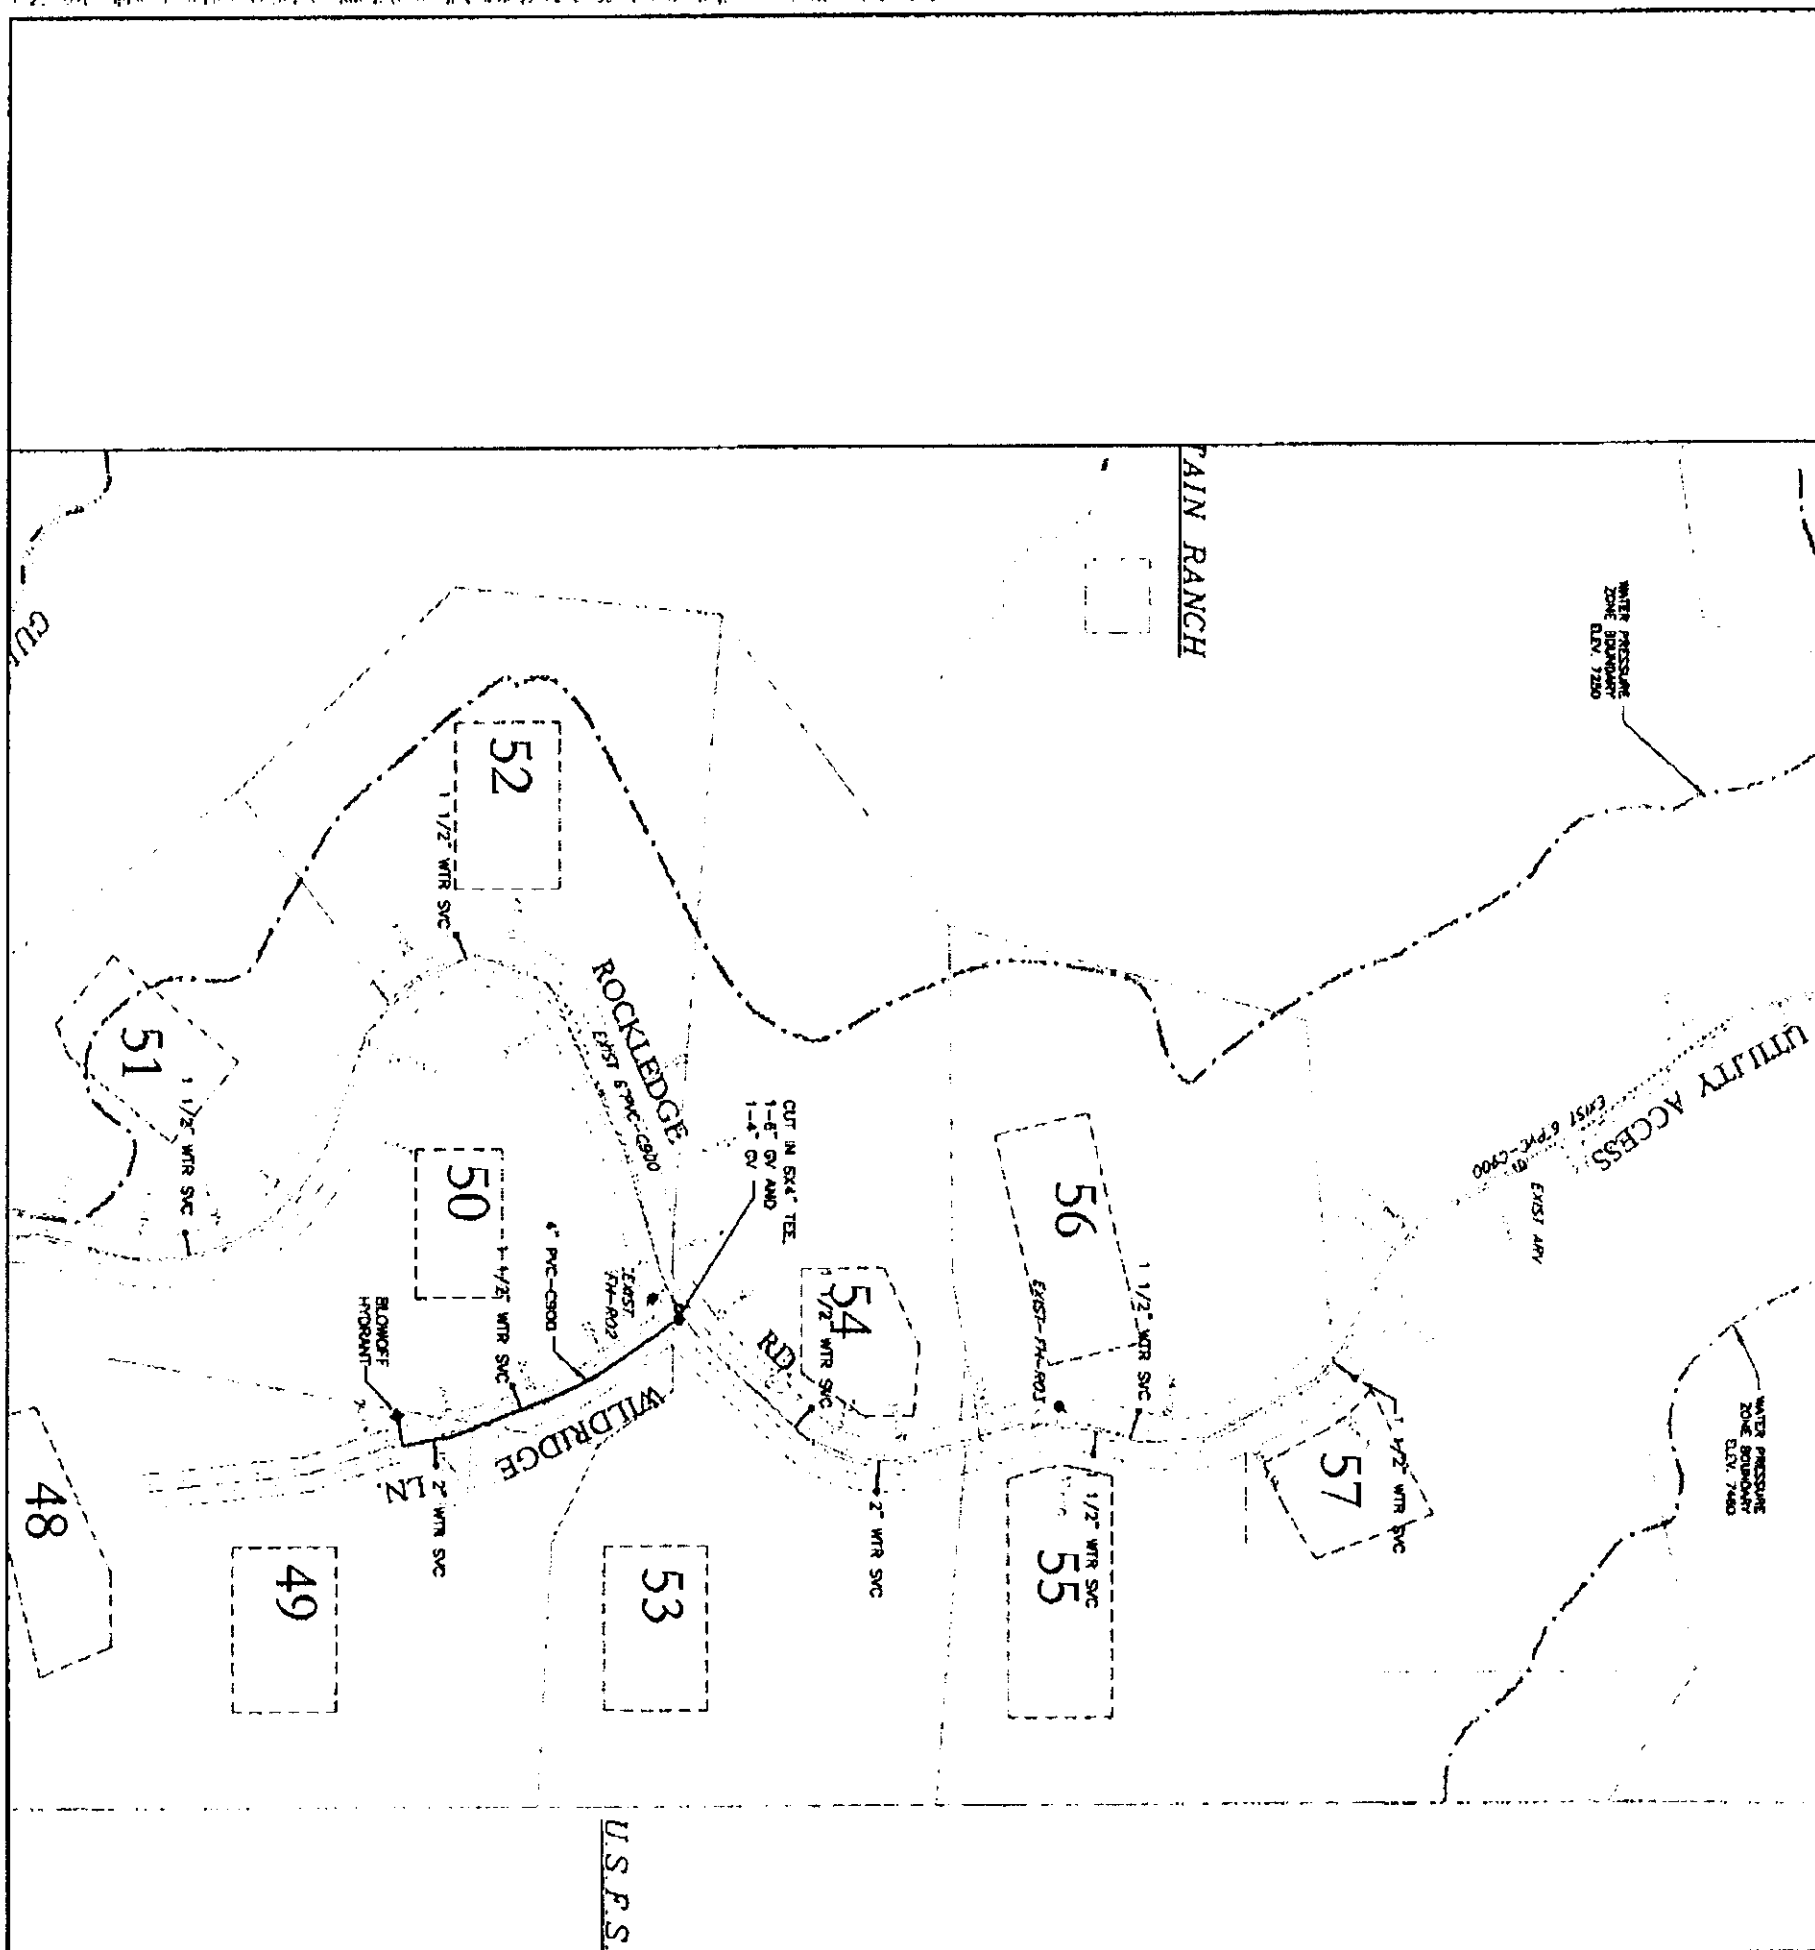 TAIN RANCH
WATER PRESSURE
ZONE BOUNDARY
ELEV. 7250
52
1 1/2" WTR SVC
ROCKLEDGE
EXIST 6"PVC-C900
51
1 1/2" WTR SVC
UTILITY ACCESS
EXIST 6"PVC-C900
EXIST ARV
CUT IN 6X4" TEE
1-6" GV AND
1-4" GV
50
1 1/2" WTR SVC
4" PVC-C900
EXIST
FH-R02
BLOWOFF
HYDRANT
54
1 1/2" WTR SVC
RD
56
EXIST FH-R03
1 1/2" WTR SVC
WILDRIDGE
LN.
2" WTR SVC
2" WTR SVC
57
1 1/2" WTR SVC
WATER PRESSURE
ZONE BOUNDARY
ELEV. 7460
48
49
53
55
1/2" WTR SVC
U.S.F.S.